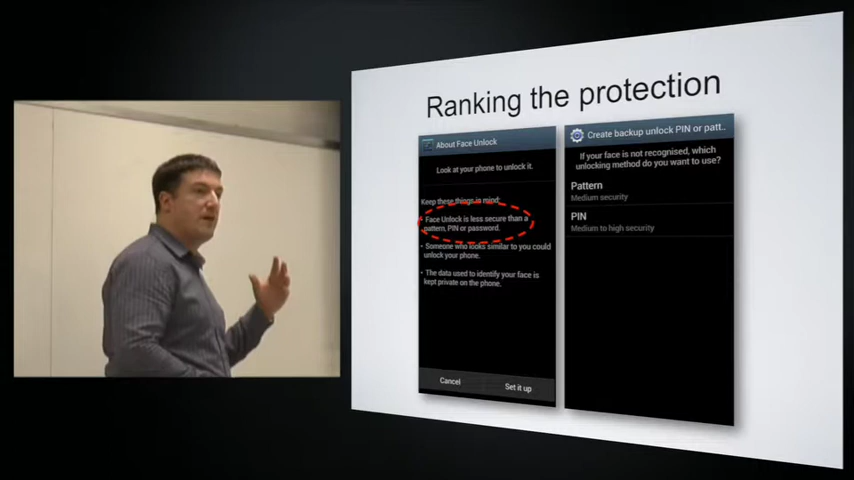 Ranking the protection
About Face Unlock
Look at your phone to unlock it.
Keep these things in mind:
Face Unlock is less secure than a
pattern, PIN or password.
• Someone who looks similar to you could
unlock your phone.
• The data used to identify your face is
kept private on the phone.
Cancel
Set it up
Create backup unlock PIN or patt..
If your face is not recognised, which
unlocking method do you want to use?
Pattern
Medium security
PIN
Medium to high security